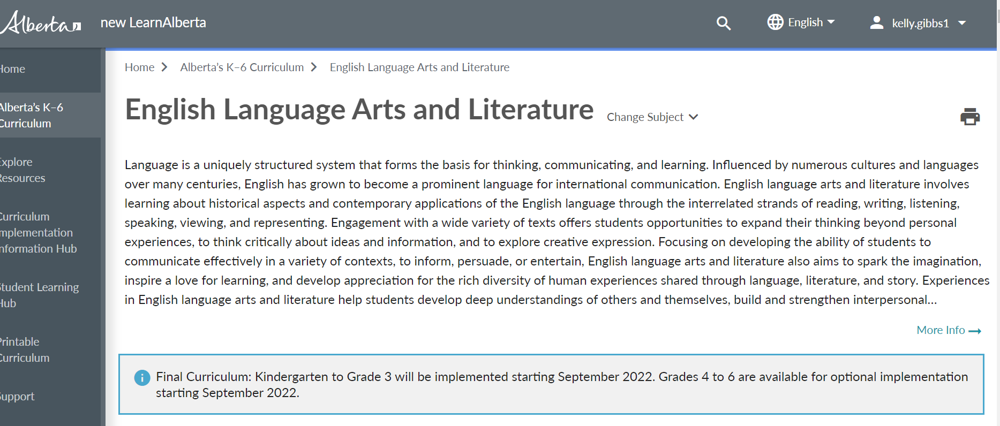 Alberta
new LearnAlberta
English
kelly.gibbs1
Home
Alberta's K–6
Curriculum
Explore
Resources
Curriculum
Implementation
Information Hub
Student Learning
Hub
Printable
Curriculum
Support
Home
Alberta's K–6 Curriculum
English Language Arts and Literature
English Language Arts and Literature
Change Subject
Language is a uniquely structured system that forms the basis for thinking, communicating, and learning. Influenced by numerous cultures and languages
over many centuries, English has grown to become a prominent language for international communication. English language arts and literature involves
learning about historical aspects and contemporary applications of the English language through the interrelated strands of reading, writing, listening,
speaking, viewing, and representing. Engagement with a wide variety of texts offers students opportunities to expand their thinking beyond personal
experiences, to think critically about ideas and information, and to explore creative expression. Focusing on developing the ability of students to
communicate effectively in a variety of contexts, to inform, persuade, or entertain, English language arts and literature also aims to spark the imagination,
inspire a love for learning, and develop appreciation for the rich diversity of human experiences shared through language, literature, and story. Experiences
in English language arts and literature help students develop deep understandings of others and themselves, build and strengthen interpersonal...
More Info
Final Curriculum: Kindergarten to Grade 3 will be implemented starting September 2022. Grades 4 to 6 are available for optional implementation
starting September 2022.